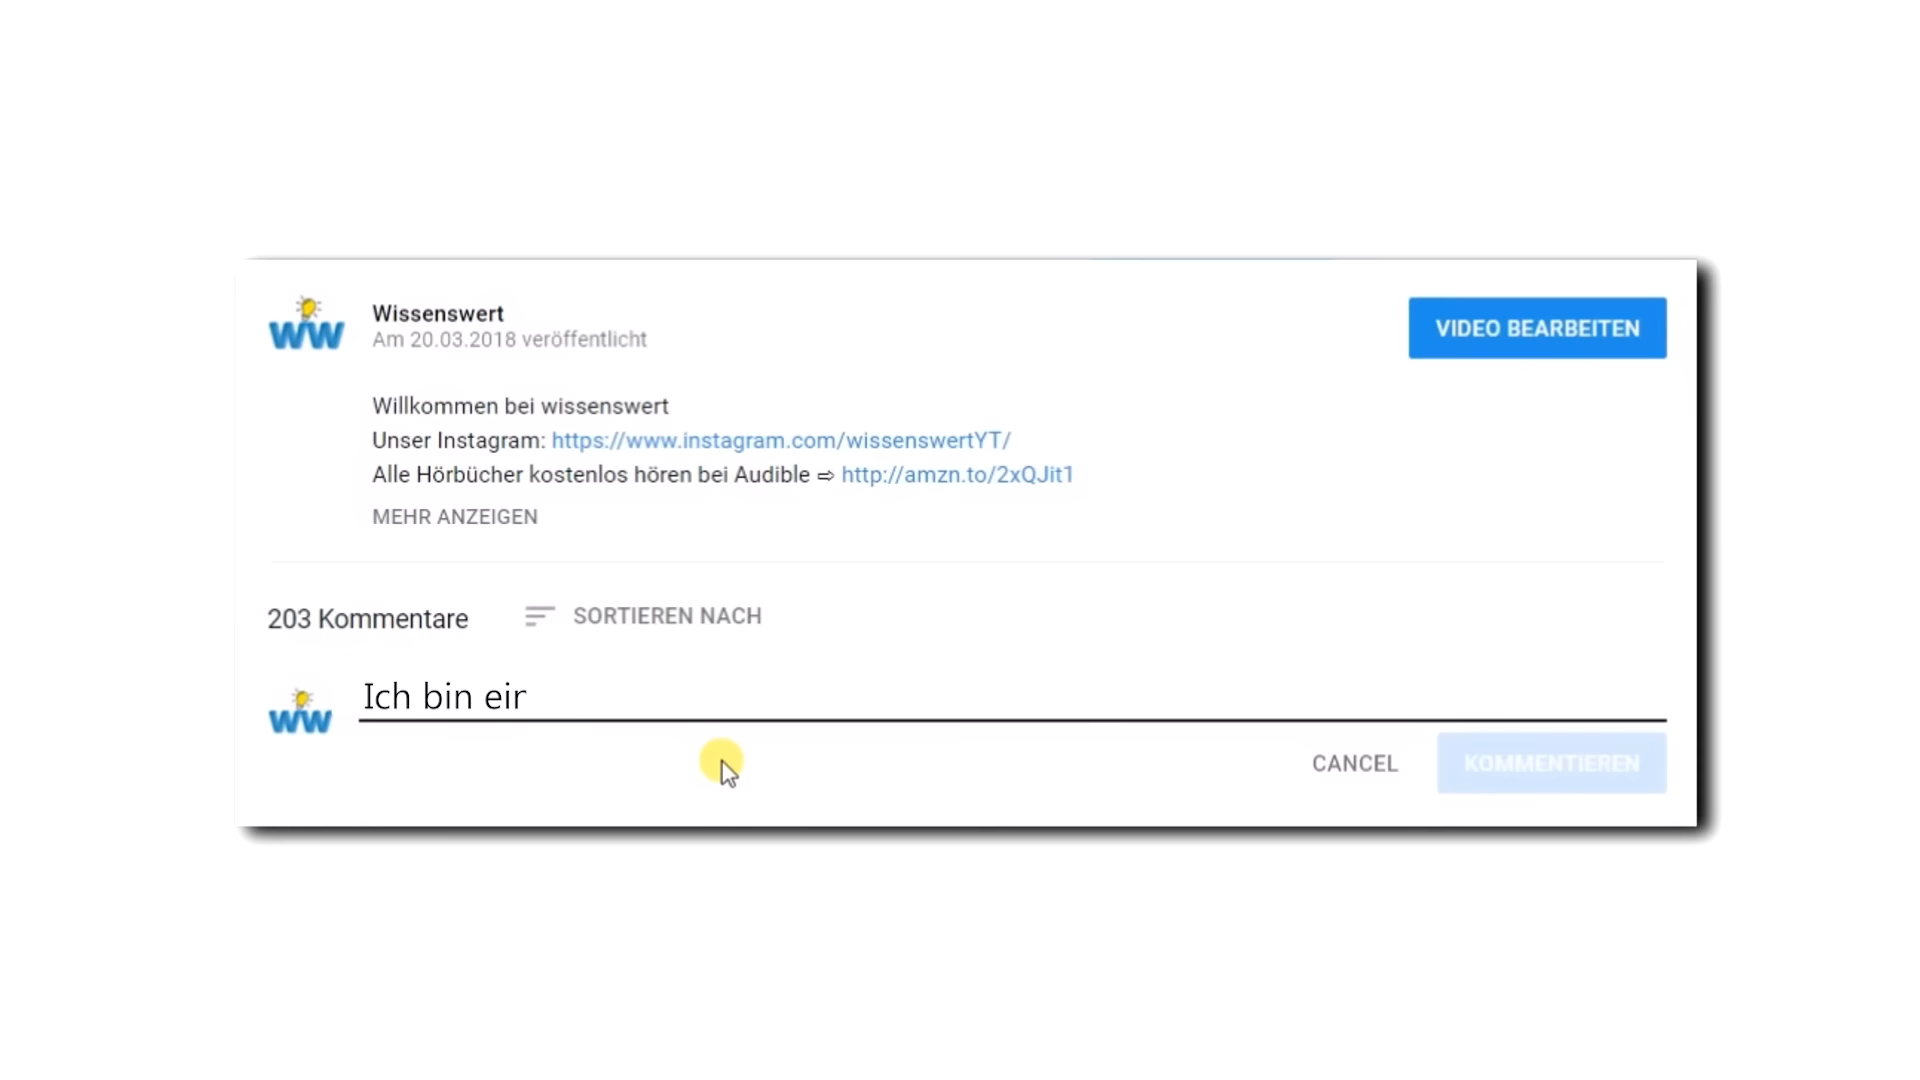 WW
Wissenswert
Am 20.03.2018 veröffentlicht
VIDEO BEARBEITEN
Willkommen bei wissenswert
Unser Instagram: https://www.instagram.com/wissenswertYT/
Alle Hörbücher kostenlos hören bei Audible ⇨ http://amzn.to/2xQJit1
MEHR ANZEIGEN
203 Kommentare
SORTIEREN NACH
WW
Ich bin eir
CANCEL
KOMMENTIEREN